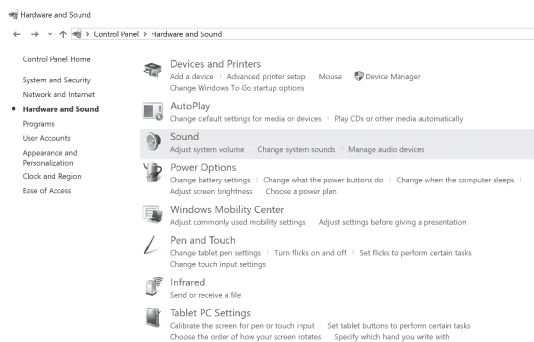 Hardware and Sound
Control Panel > Hardware and Sound
Control Panel Home
System and Security
Network and Internet
Hardware and Sound
Programs
User Accounts
Appearance and
Personalization
Clock and Region
Ease of Access
Devices and Printers
Add a device Advanced printer setup Mouse Device Manager
Change Windows To Go startup options
AutoPlay
Change default settings for media or devices Play CDs or other media automatically
Sound
Adjust system volume Change system sounds Manage audio devices
Power Options
Change battery settings Change what the power buttons do Change when the computer sleeps
Adjust screen brightness Choose a power plan
Windows Mobility Center
Adjust commonly used mobility settings Adjust settings before giving a presentation
Pen and Touch
Change tablet pen settings Turn flicks on and off Set flicks to perform certain tasks
Change touch input settings
Infrared
Send or receive a file
Tablet PC Settings
Calibrate the screen for pen or touch input Set tablet buttons to perform certain tasks
Choose the order of how your screen rotates Specify which hand you write with